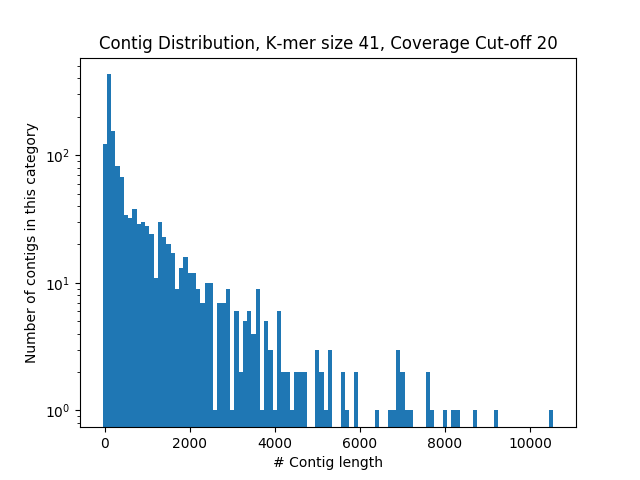 Contig Distribution, K-mer size 41, Coverage Cut-off 20
Number of contigs in this category
10²
10¹
10⁰
0 2000 4000 6000 8000 10000
# Contig length